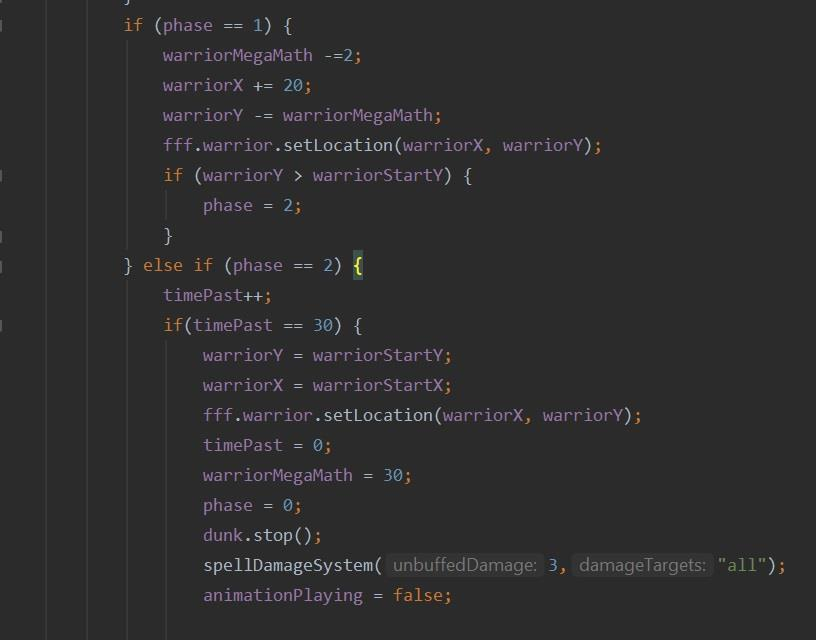 }
if (phase == 1) {
warriorMegaMath -=2;
warriorX += 20;
warriorY -= warriorMegaMath;
fff.warrior.setLocation(warriorX, warriorY);
if (warriorY > warriorStartY) {
phase = 2;
}
} else if (phase == 2) {
timePast++;
if(timePast == 30) {
warriorY = warriorStartY;
warriorX = warriorStartX;
fff.warrior.setLocation(warriorX, warriorY);
timePast = 0;
warriorMegaMath = 30;
phase = 0;
dunk.stop();
spellDamageSystem( unbuffedDamage: 3, damageTargets: "all");
animationPlaying = false;